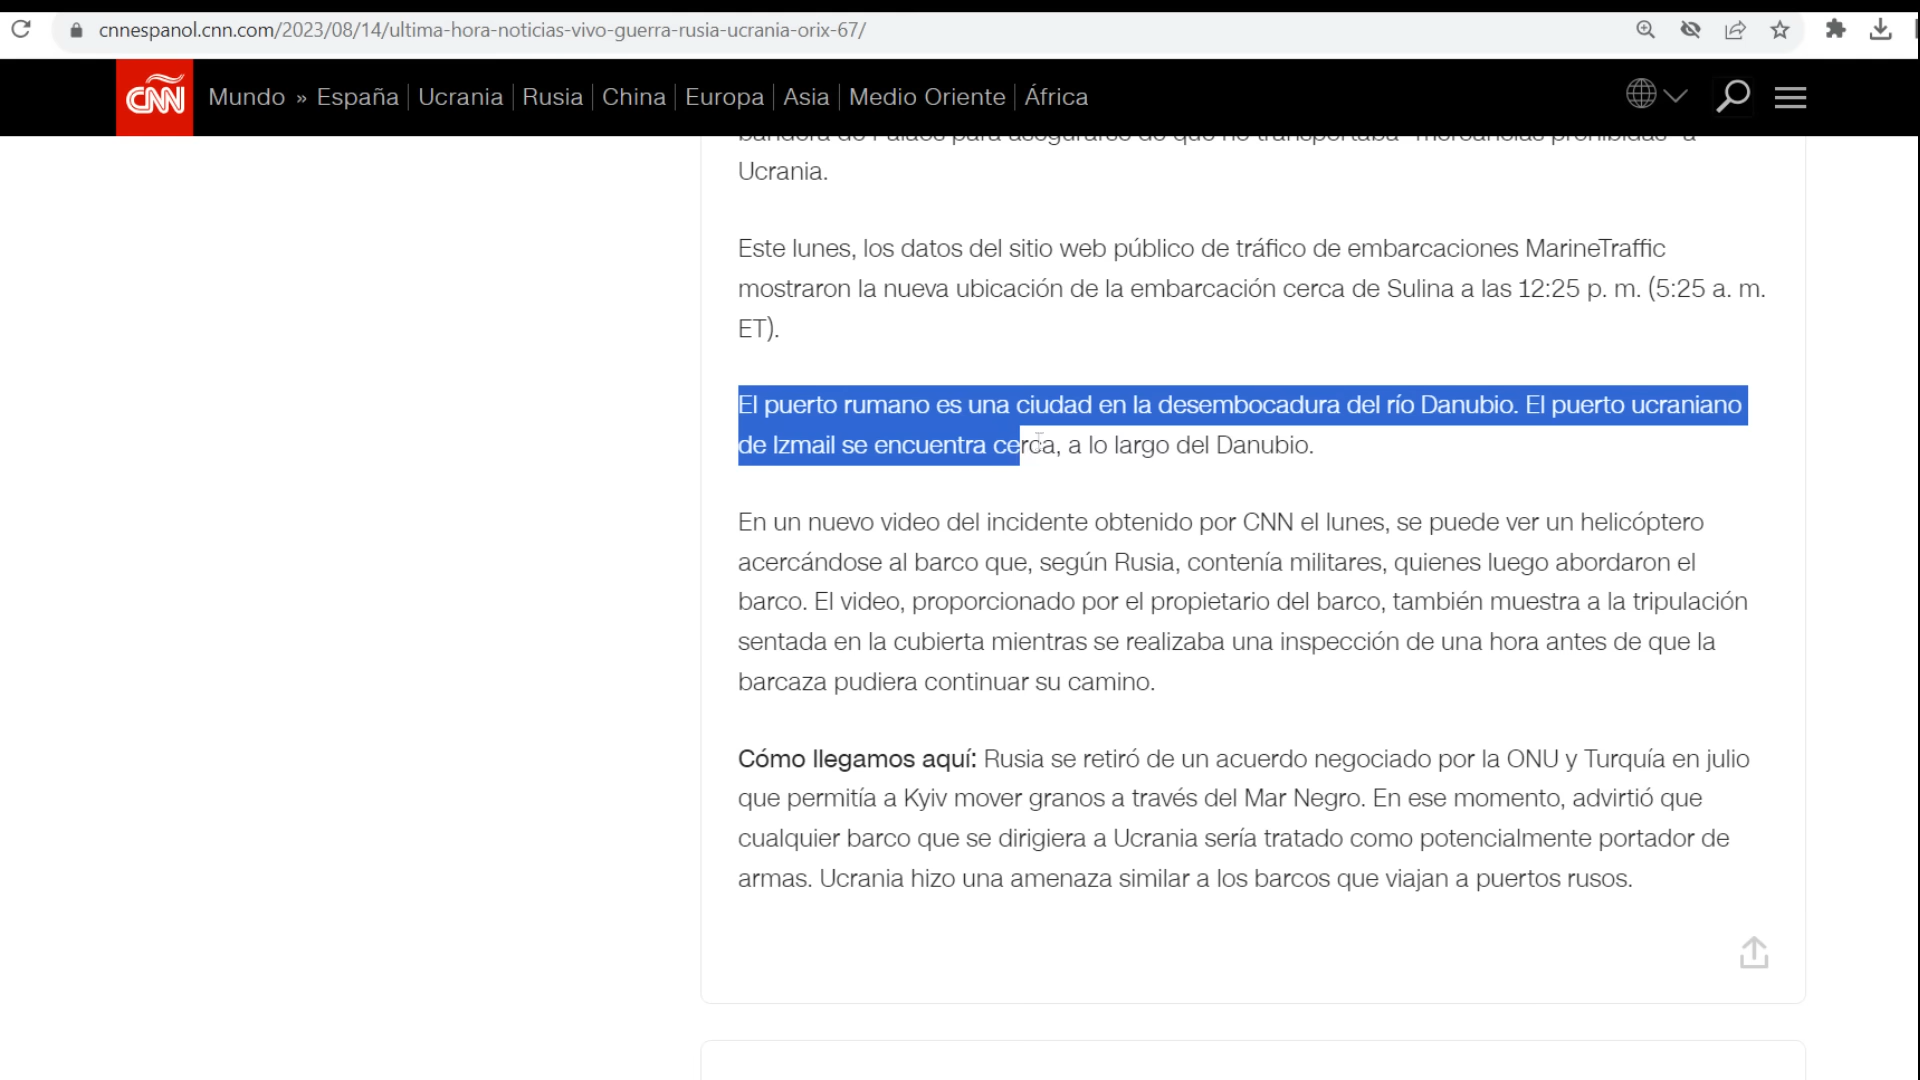 cnnespanol.cnn.com/2023/08/14/ultima-hora-noticias-vivo-guerra-rusia-ucrania-orix-67/
CNN Mundo » España | Ucrania | Rusia | China | Europa | Asia | Medio Oriente | África
bandera de Palaos para asegurarse de que no transportaba "mercancías prohibidas" a
Ucrania.
Este lunes, los datos del sitio web público de tráfico de embarcaciones MarineTraffic
mostraron la nueva ubicación de la embarcación cerca de Sulina a las 12:25 p. m. (5:25 a. m.
ET).
El puerto rumano es una ciudad en la desembocadura del río Danubio. El puerto ucraniano
de Izmail se encuentra cerca, a lo largo del Danubio.
En un nuevo video del incidente obtenido por CNN el lunes, se puede ver un helicóptero
acercándose al barco que, según Rusia, contenía militares, quienes luego abordaron el
barco. El video, proporcionado por el propietario del barco, también muestra a la tripulación
sentada en la cubierta mientras se realizaba una inspección de una hora antes de que la
barcaza pudiera continuar su camino.
Cómo llegamos aquí: Rusia se retiró de un acuerdo negociado por la ONU y Turquía en julio
que permitía a Kyiv mover granos a través del Mar Negro. En ese momento, advirtió que
cualquier barco que se dirigiera a Ucrania sería tratado como potencialmente portador de
armas. Ucrania hizo una amenaza similar a los barcos que viajan a puertos rusos.